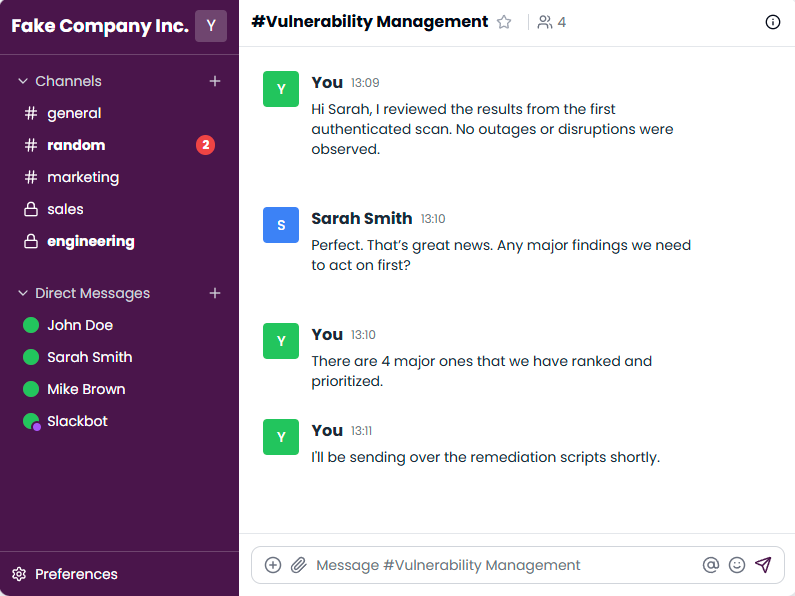 Fake Company Inc.
Y
Channels
# general
# random
2
# marketing
sales
engineering
Direct Messages
John Doe
Sarah Smith
Mike Brown
Slackbot
Preferences
#Vulnerability Management
4
Y
You 13:09
Hi Sarah, I reviewed the results from the first
authenticated scan. No outages or disruptions were
observed.
S
Sarah Smith 13:10
Perfect. That’s great news. Any major findings we need
to act on first?
Y
You 13:10
There are 4 major ones that we have ranked and
prioritized.
Y
You 13:11
I'll be sending over the remediation scripts shortly.
Message #Vulnerability Management